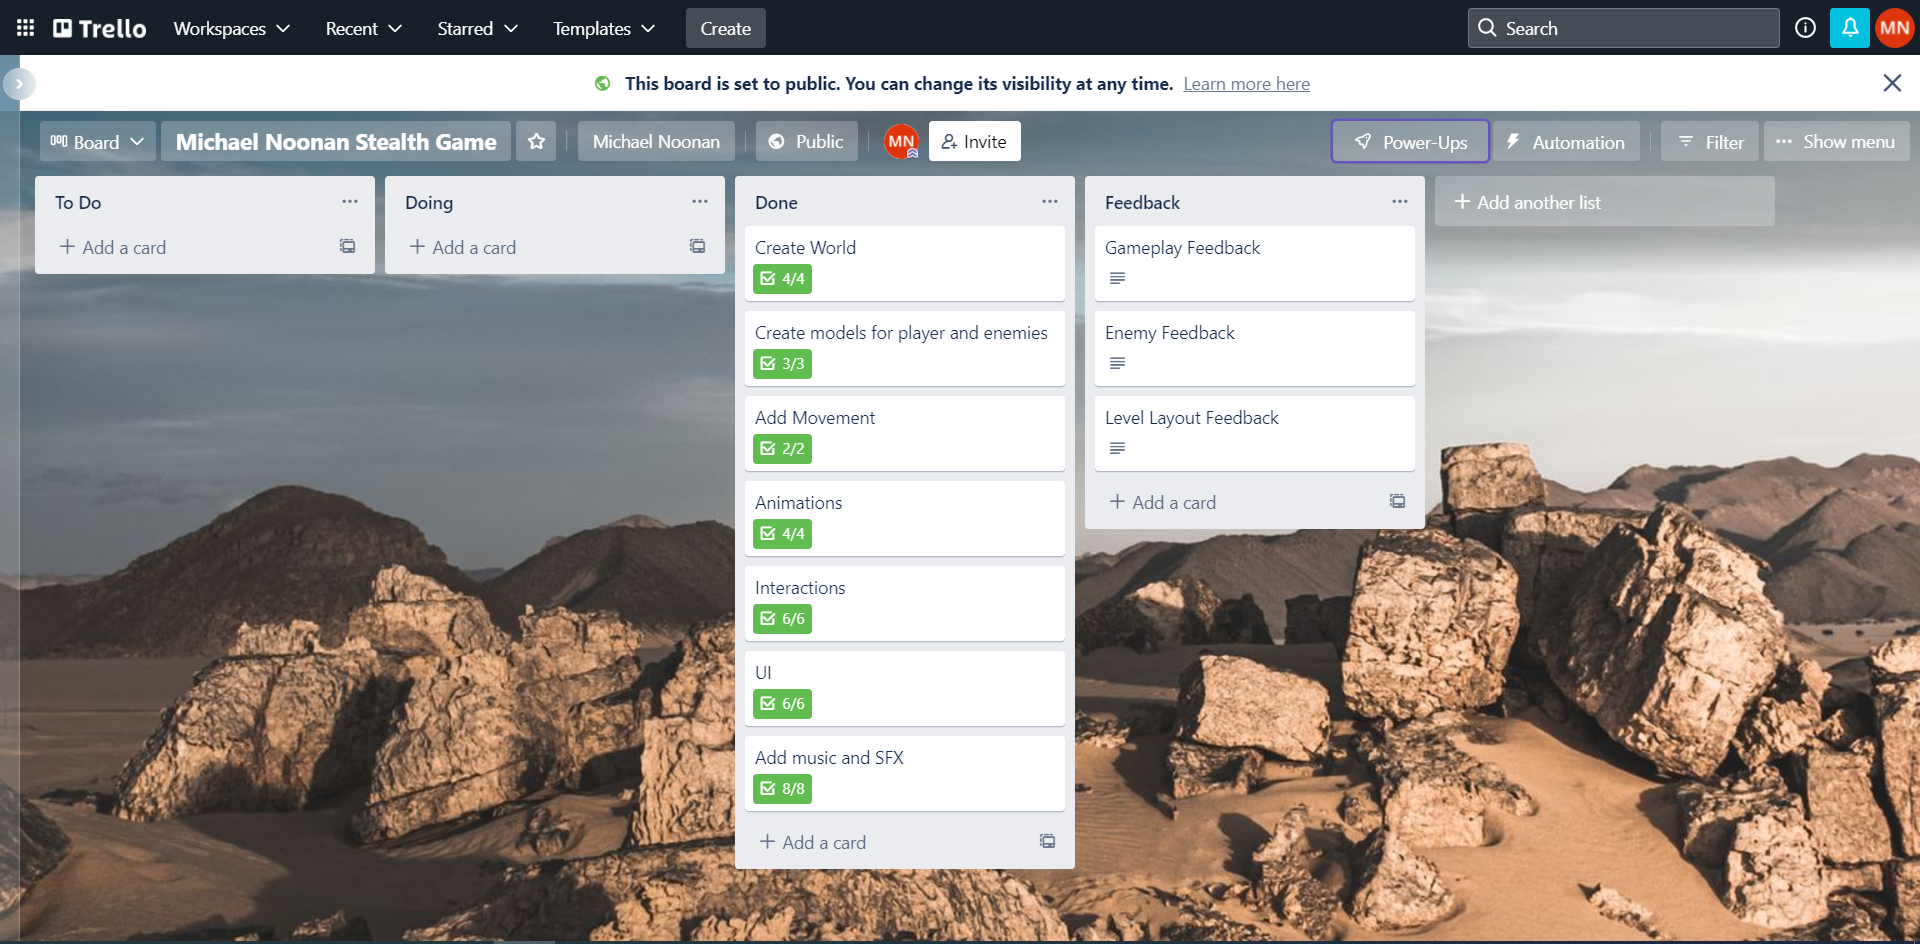 Trello Workspaces Recent Starred Templates Create Search MN
This board is set to public. You can change its visibility at any time. Learn more here
Board Michael Noonan Stealth Game Michael Noonan Public MN Invite Power-Ups Automation Filter Show menu
To Do
Add a card
Doing
Add a card
Done
Create World
4/4
Create models for player and enemies
3/3
Add Movement
2/2
Animations
4/4
Interactions
6/6
UI
6/6
Add music and SFX
8/8
Add a card
Feedback
Gameplay Feedback
Enemy Feedback
Level Layout Feedback
Add a card
Add another list